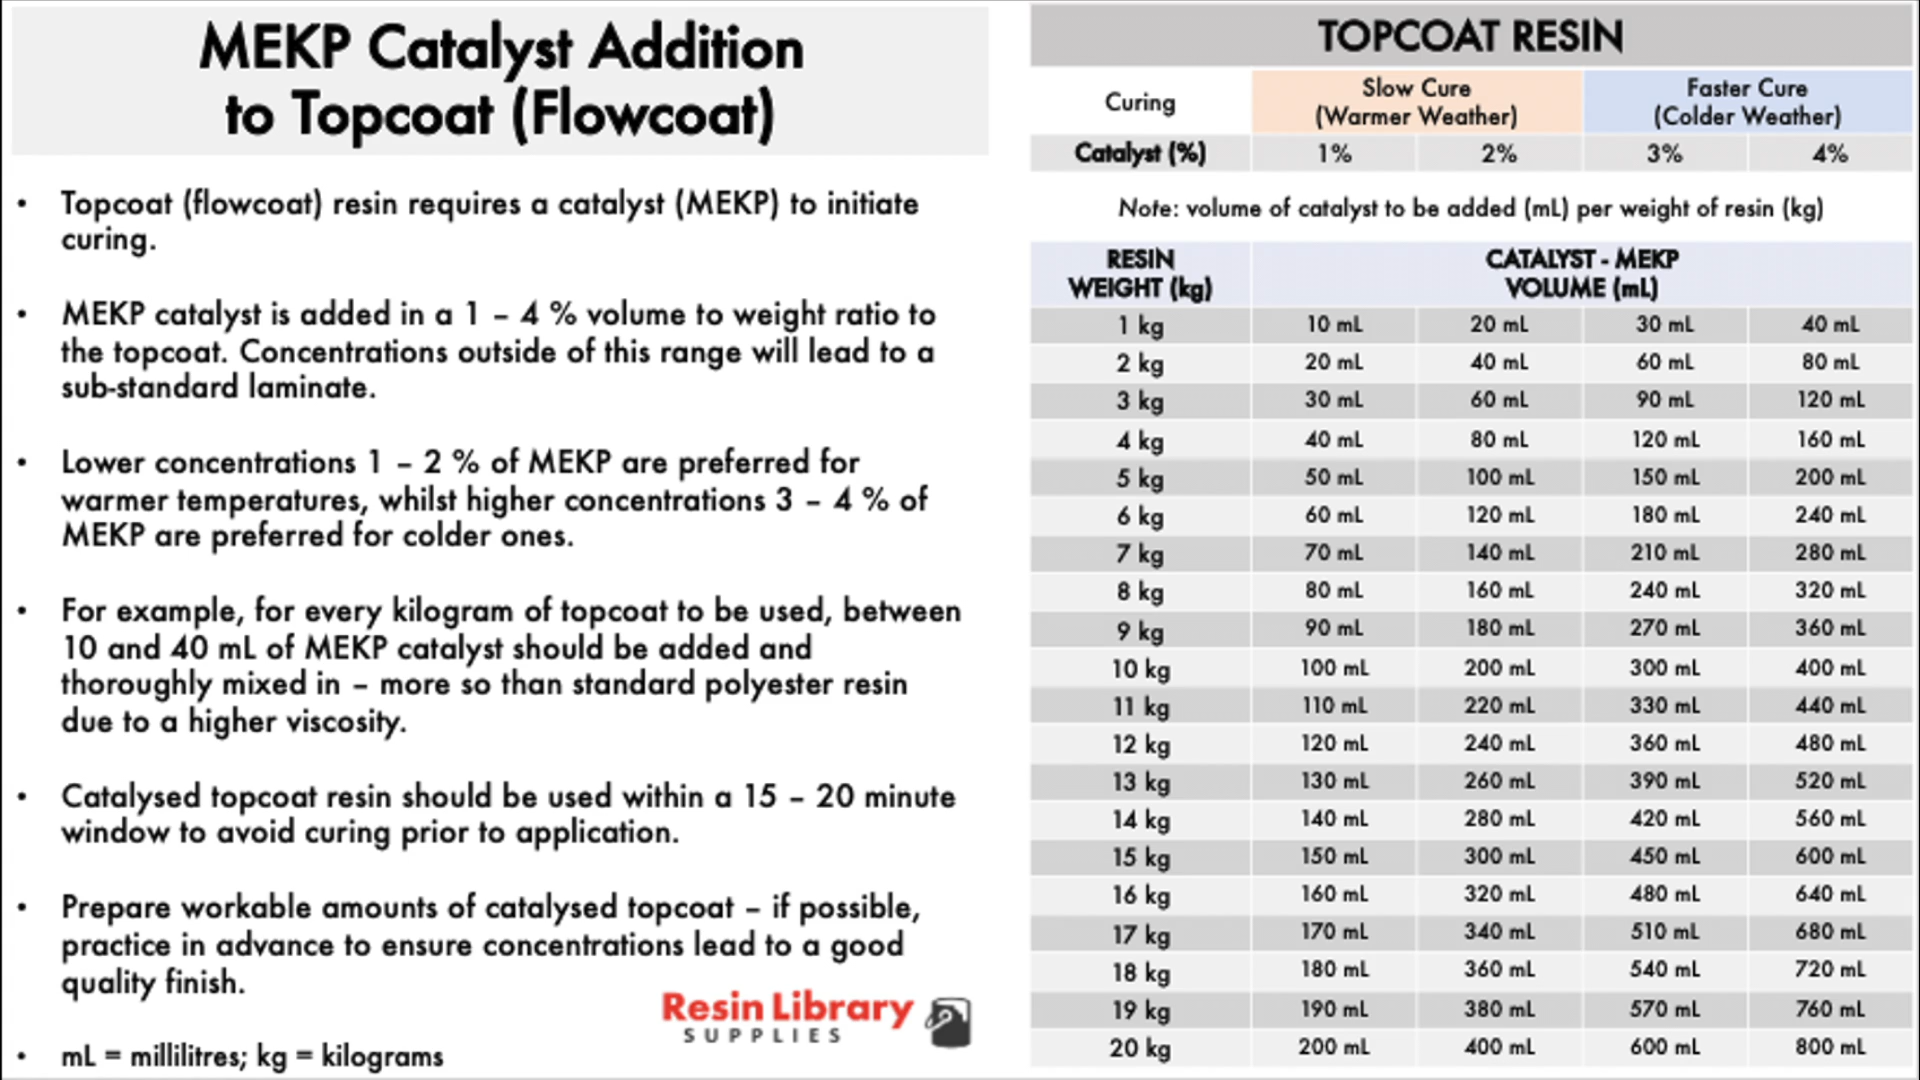 MEKP Catalyst Addition
to Topcoat (Flowcoat)
• Topcoat (flowcoat) resin requires a catalyst (MEKP) to initiate
curing.
• MEKP catalyst is added in a 1 – 4 % volume to weight ratio to
the topcoat. Concentrations outside of this range will lead to a
sub-standard laminate.
• Lower concentrations 1 – 2 % of MEKP are preferred for
warmer temperatures, whilst higher concentrations 3 – 4 % of
MEKP are preferred for colder ones.
• For example, for every kilogram of topcoat to be used, between
10 and 40 mL of MEKP catalyst should be added and
thoroughly mixed in – more so than standard polyester resin
due to a higher viscosity.
• Catalysed topcoat resin should be used within a 15 – 20 minute
window to avoid curing prior to application.
• Prepare workable amounts of catalysed topcoat – if possible,
practice in advance to ensure concentrations lead to a good
quality finish.
• mL = millilitres; kg = kilograms
Resin Library
SUPPLIES
TOPCOAT RESIN
Curing Slow Cure (Warmer Weather) Faster Cure (Colder Weather)
Catalyst (%) 1% 2% 3% 4%
Note: volume of catalyst to be added (mL) per weight of resin (kg)
RESIN WEIGHT (kg) CATALYST - MEKP VOLUME (mL)
1 kg 10 mL 20 mL 30 mL 40 mL
2 kg 20 mL 40 mL 60 mL 80 mL
3 kg 30 mL 60 mL 90 mL 120 mL
4 kg 40 mL 80 mL 120 mL 160 mL
5 kg 50 mL 100 mL 150 mL 200 mL
6 kg 60 mL 120 mL 180 mL 240 mL
7 kg 70 mL 140 mL 210 mL 280 mL
8 kg 80 mL 160 mL 240 mL 320 mL
9 kg 90 mL 180 mL 270 mL 360 mL
10 kg 100 mL 200 mL 300 mL 400 mL
11 kg 110 mL 220 mL 330 mL 440 mL
12 kg 120 mL 240 mL 360 mL 480 mL
13 kg 130 mL 260 mL 390 mL 520 mL
14 kg 140 mL 280 mL 420 mL 560 mL
15 kg 150 mL 300 mL 450 mL 600 mL
16 kg 160 mL 320 mL 480 mL 640 mL
17 kg 170 mL 340 mL 510 mL 680 mL
18 kg 180 mL 360 mL 540 mL 720 mL
19 kg 190 mL 380 mL 570 mL 760 mL
20 kg 200 mL 400 mL 600 mL 800 mL